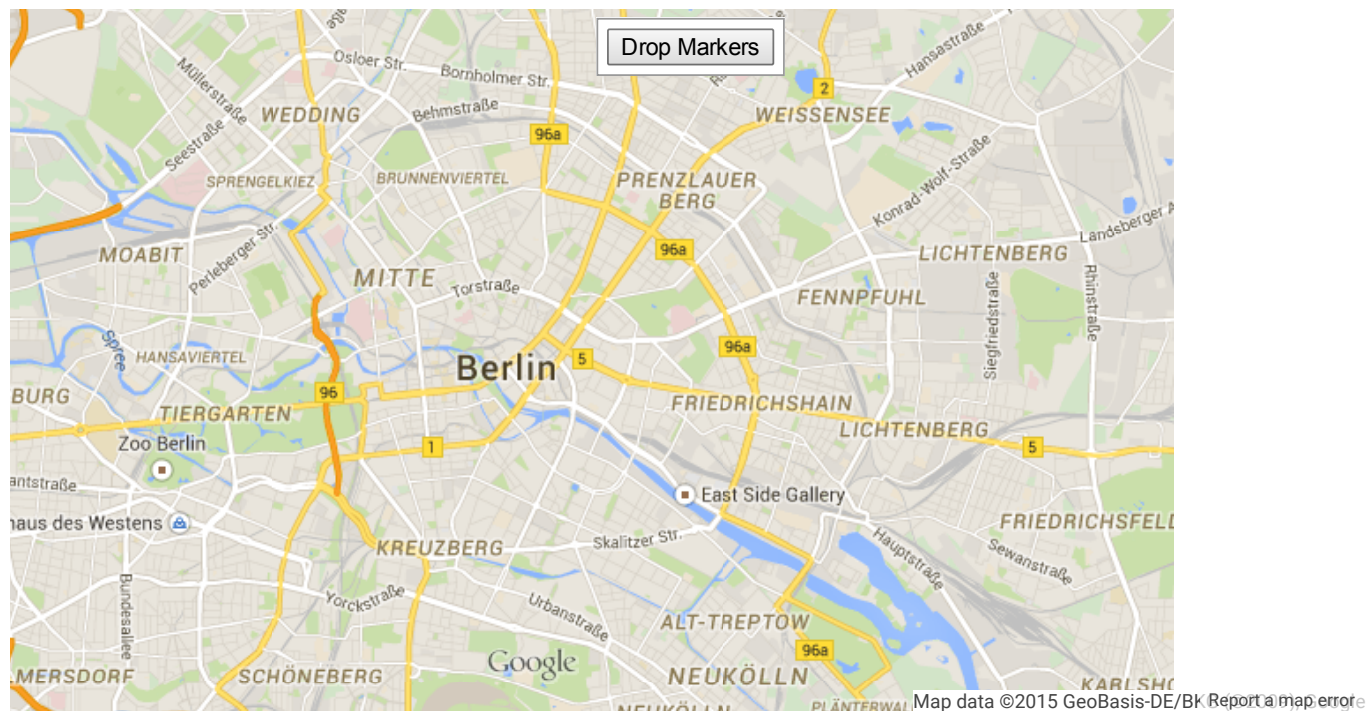 Drop Markers
Osloer Str.
Bornholmer Str.
Hansastraße
Müllerstraße
2
WEDDING
Behmstraße
WEISSENSEE
96a
Seestraße
SPRENGELKIEZ
BRUNNENVIERTEL
PRENZLAUER
BERG
Konrad-Wolf-Straße
Landsberger A
MOABIT
Perleberger Str.
96a
LICHTENBERG
MITTE
Torstraße
FENNPFUHL
Siegfriedstraße
Rhinstraße
Spree
HANSAVIERTEL
Berlin
5
96a
BURG
96
TIERGARTEN
FRIEDRICHSHAIN
LICHTENBERG
Zoo Berlin
1
5
antstraße
East Side Gallery
haus des Westens
FRIEDRICHSFEL
KREUZBERG
Skalitzer Str.
Hauptstraße
Sewanstraße
Bundesallee
Yorckstraße
Urbanstraße
ALT-TREPTOW
96a
Google
LMERSDORF
SCHÖNEBERG
NEUKÖLLN
KARLSHO
NEUKÖLLN
PLÄNTERWAL
Map data ©2015 GeoBasis-DE/BK
Report a map error